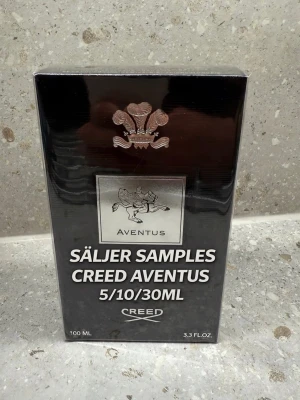 AVENTUS
SÄLJER SAMPLES
CREED AVENTUS
5/10/30ML
CREED
100 ML 3,3 FL.OZ.